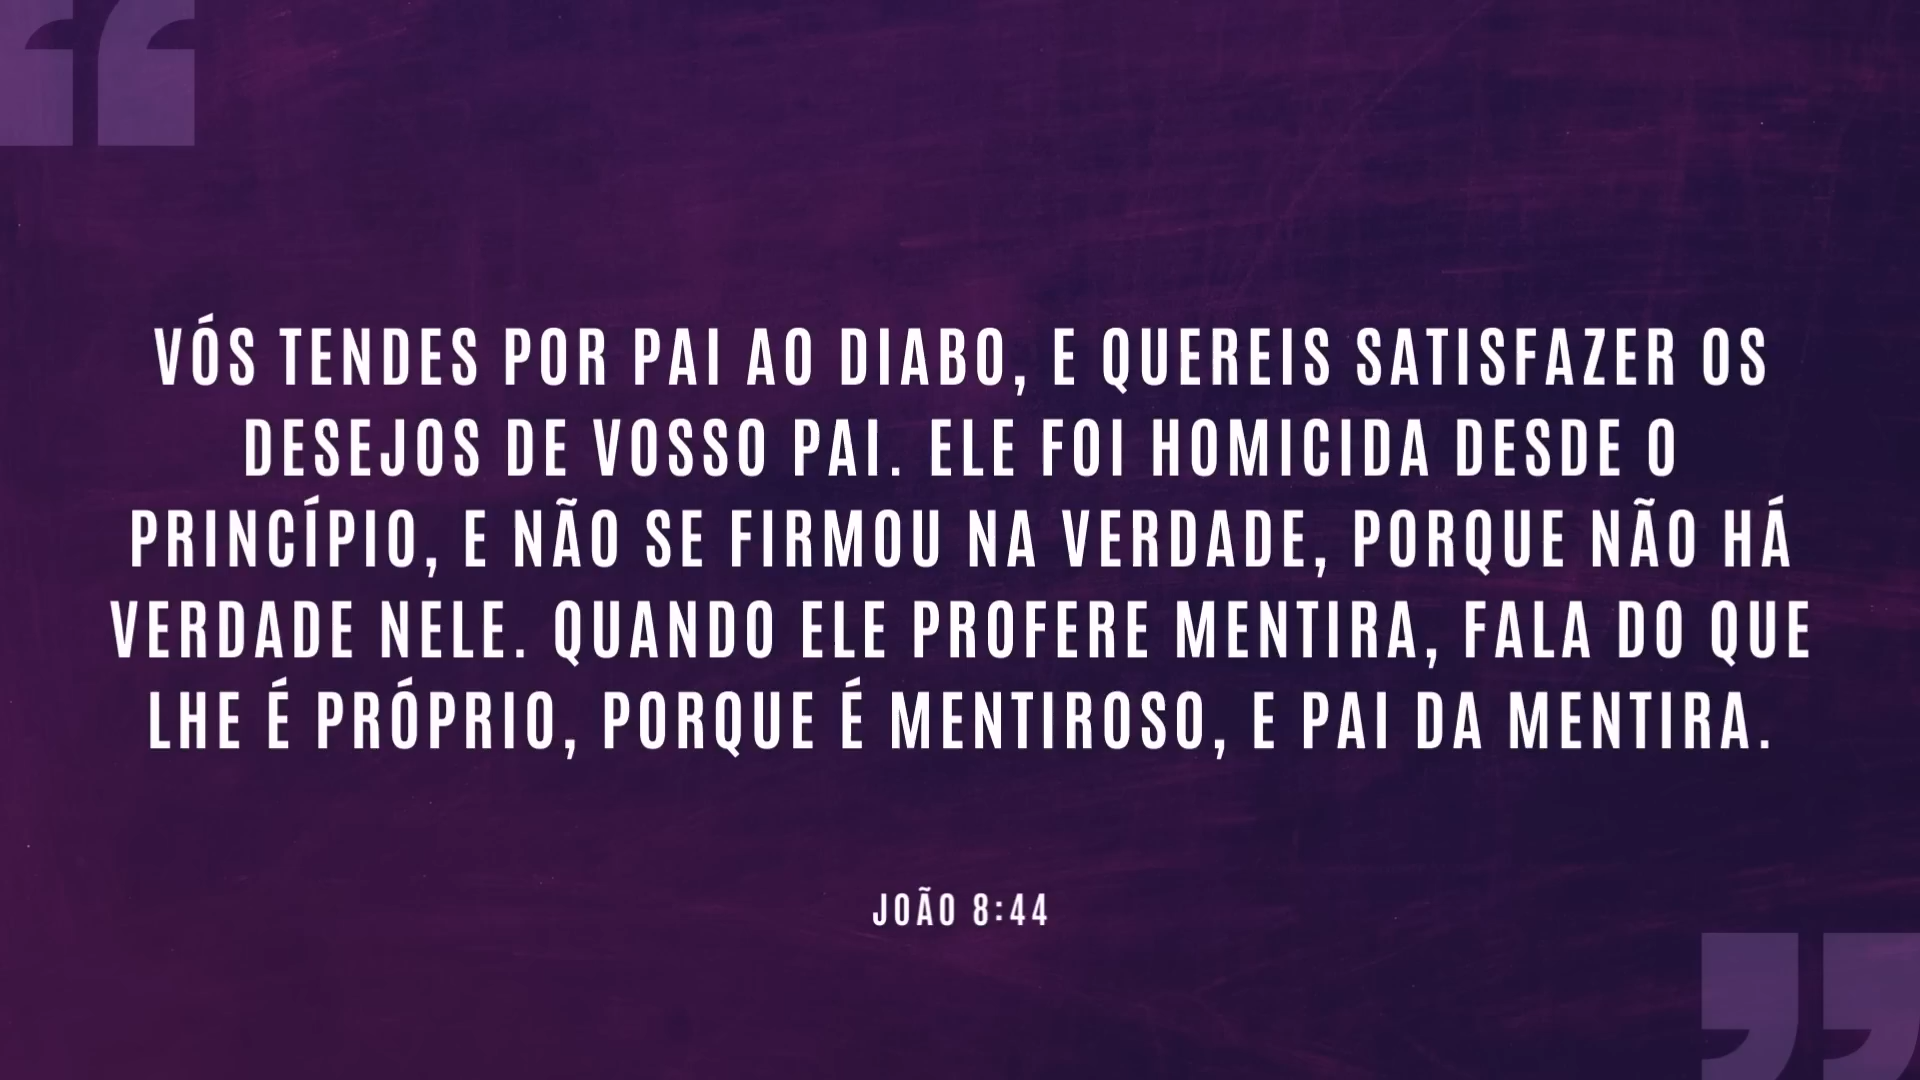 VÓS TENDES POR PAI AO DIABO, E QUEREIS SATISFAZER OS
DESEJOS DE VOSSO PAI. ELE FOI HOMICIDA DESDE O
PRINCÍPIO, E NÃO SE FIRMOU NA VERDADE, PORQUE NÃO HÁ
VERDADE NELE. QUANDO ELE PROFERE MENTIRA, FALA DO QUE
LHE É PRÓPRIO, PORQUE É MENTIROSO, E PAI DA MENTIRA.
JOÃO 8:44